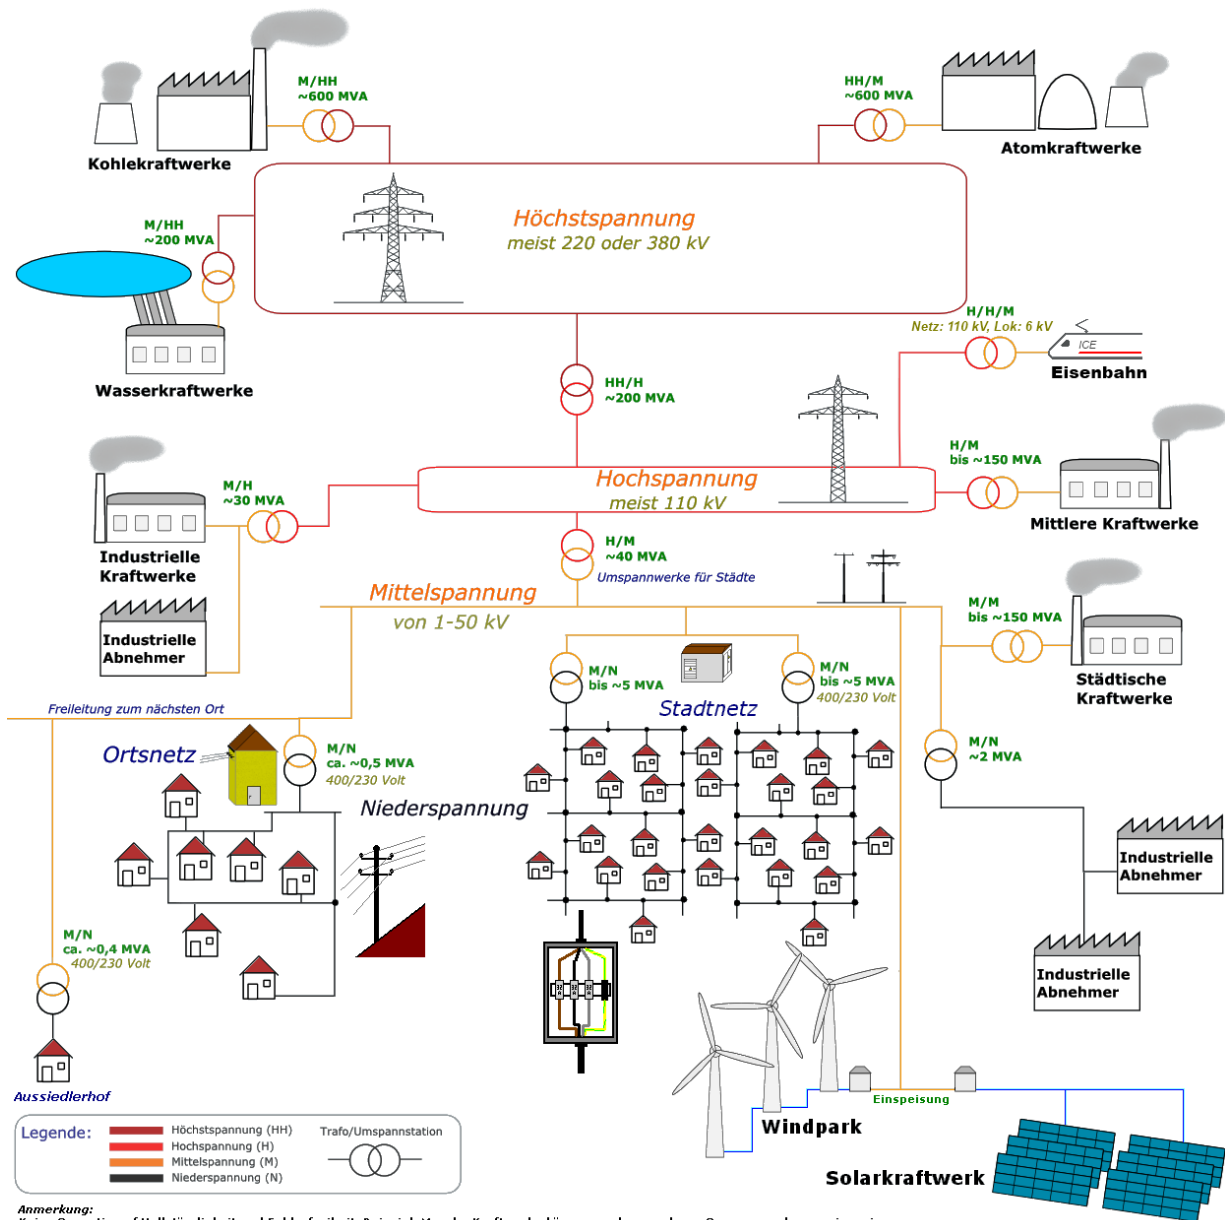 M/HH
~600 MVA
Kohlekraftwerke
HH/M
~600 MVA
Atomkraftwerke
Höchstspannung
meist 220 oder 380 kV
M/HH
~200 MVA
Wasserkraftwerke
H/H/M
Netz: 110 kV, Lok: 6 kV
ICE
Eisenbahn
HH/H
~200 MVA
Hochspannung
meist 110 kV
M/H
~30 MVA
Industrielle
Kraftwerke
H/M
bis ~150 MVA
Mittlere Kraftwerke
H/M
~40 MVA
Umspannwerke für Städte
Industrielle
Abnehmer
Mittelspannung
von 1-50 kV
M/M
bis ~150 MVA
Städtische
Kraftwerke
M/N
bis ~5 MVA
M/N
bis ~5 MVA
400/230 Volt
Stadtnetz
Freileitung zum nächsten Ort
Ortsnetz
M/N
ca. ~0,5 MVA
400/230 Volt
Niederspannung
M/N
~2 MVA
Industrielle
Abnehmer
Industrielle
Abnehmer
M/N
ca. ~0,4 MVA
400/230 Volt
Aussiedlerhof
Einspeisung
Windpark
Solarkraftwerk
Legende:
Höchstspannung (HH)
Hochspannung (H)
Mittelspannung (M)
Niederspannung (N)
Trafo/Umspannstation
Anmerkung: